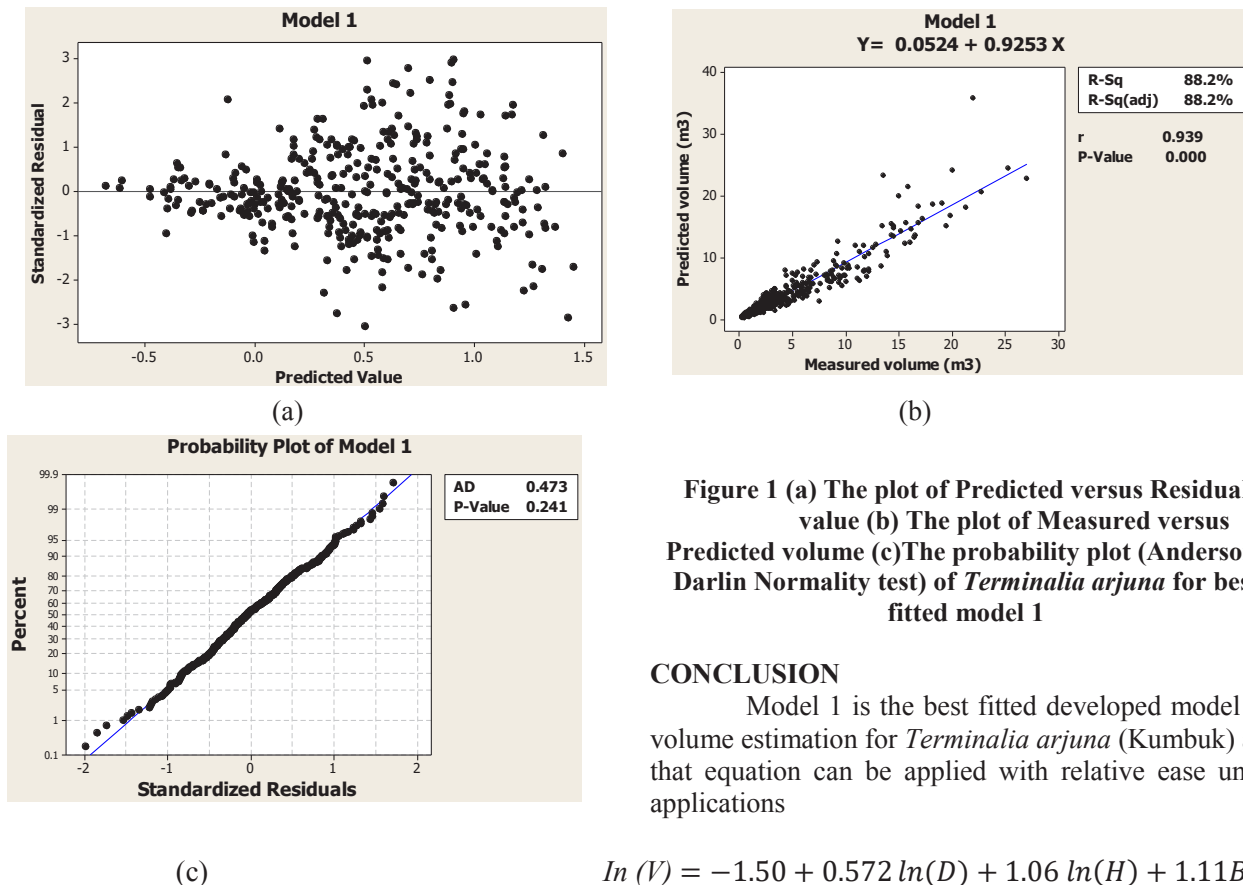 Model 1
Standardized Residual
3
2
1
0
-1
-2
-3
-0.5 0.0 0.5 1.0 1.5
Predicted Value
(a)
Model 1
Y= 0.0524 + 0.9253 X
Predicted volume (m3)
40
30
20
10
0
0 5 10 15 20 25 30
Measured volume (m3)
R-Sq 88.2%
R-Sq(adj) 88.2%
r 0.939
P-Value 0.000
(b)
Probability Plot of Model 1
Percent
99.9
99
95
90
80
70
60
50
40
30
20
10
5
1
0.1
-2 -1 0 1 2
Standardized Residuals
AD 0.473
P-Value 0.241
(c)
Figure 1 (a) The plot of Predicted versus Residual
value (b) The plot of Measured versus
Predicted volume (c)The probability plot (Anderso
Darlin Normality test) of Terminalia arjuna for bes
fitted model 1
CONCLUSION
Model 1 is the best fitted developed model
volume estimation for Terminalia arjuna (Kumbuk)
that equation can be applied with relative ease un
applications
In (V) = −1.50 + 0.572 ln(D) + 1.06 ln(H) + 1.11B